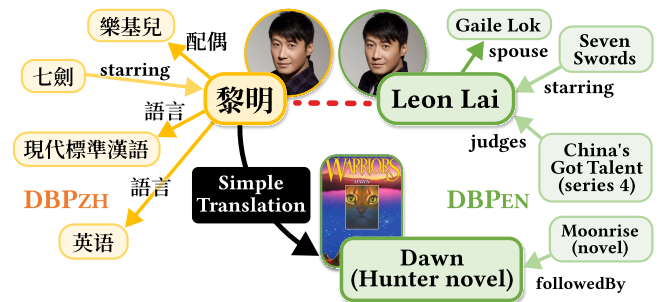 樂基兒
配偶
七劍
starring
黎明
語言
現代標準漢語
語言
DBPZH
英语
Simple
Translation
Gaile Lok
spouse
Seven
Swords
starring
Leon Lai
judges
China's
Got Talent
(series 4)
DBPEN
WARRIORS
DAWN
Dawn
(Hunter novel)
Moonrise
(novel)
followedBy